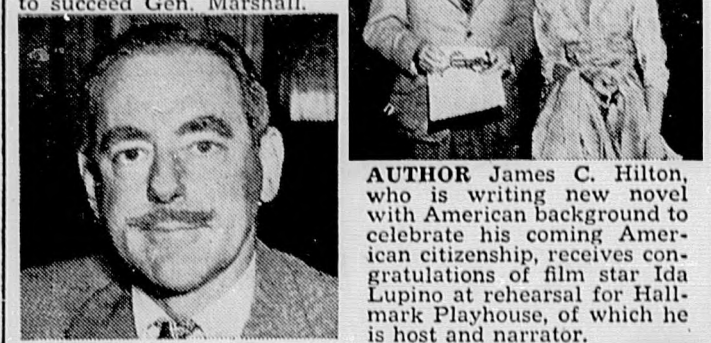 to succeed Gen. Marshall.
AUTHOR James C. Hilton,
who is writing new novel
with American background to
celebrate his coming Amer-
ican citizenship, receives con-
gratulations of film star Ida
Lupino at rehearsal for Hall-
mark Playhouse, of which he
is host and narrator.